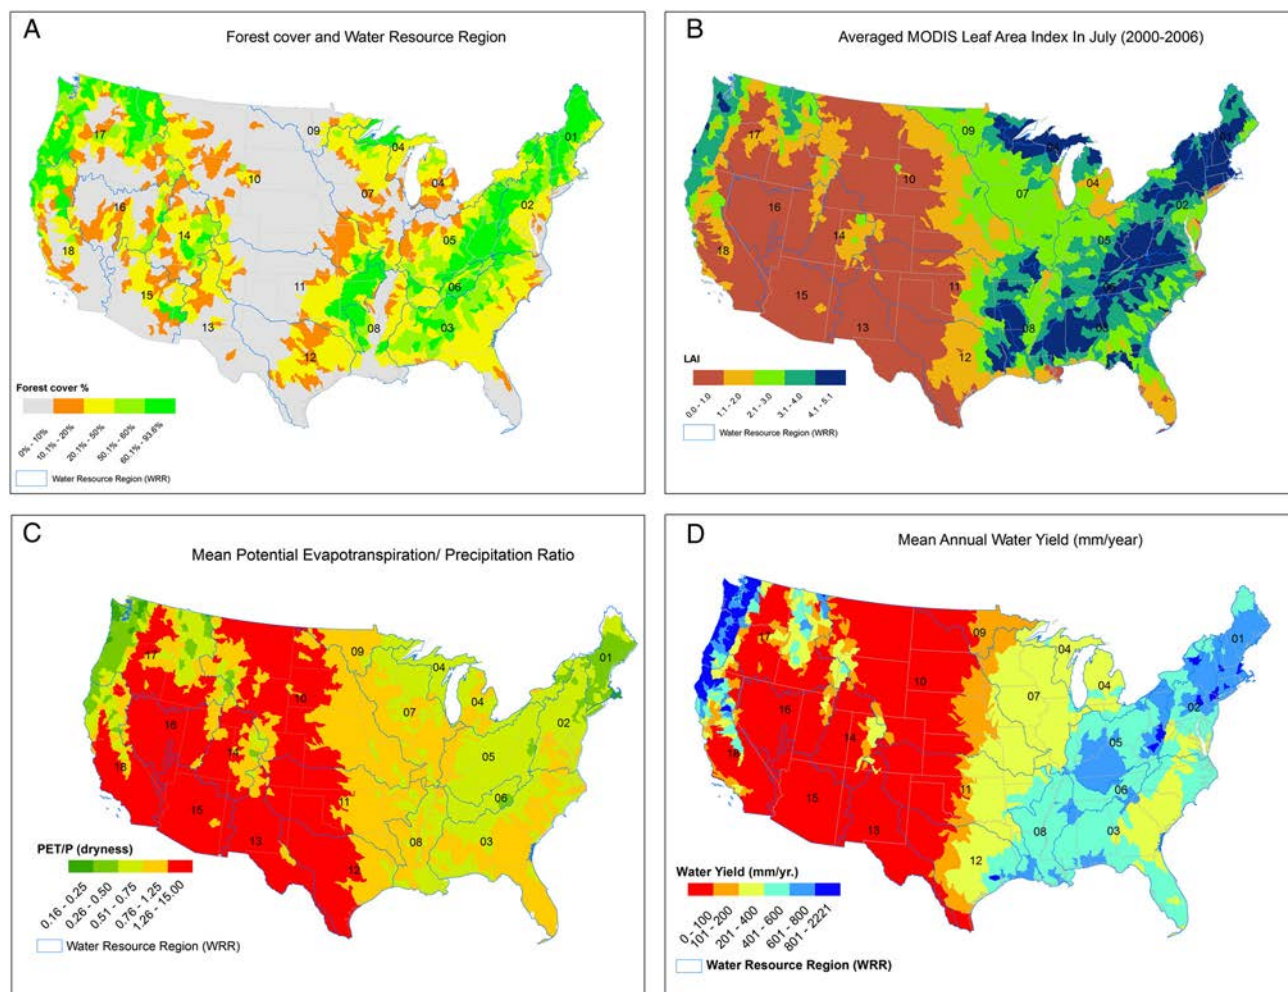 A
Forest cover and Water Resource Region
17
09
04
01
10
07
04
16
02
14
05
18
15
11
06
13
08
03
12
Forest cover %
0% - 10%
10.1% - 20%
20.1% - 50%
50.1% - 60%
60.1% - 93.6%
Water Resource Region (WRR)
B
Averaged MODIS Leaf Area Index In July (2000-2006)
17
09
04
01
10
07
04
16
02
14
05
18
15
11
06
13
08
03
12
LAI
0.0 - 1.0
1.1 - 2.0
2.1 - 3.0
3.1 - 4.0
4.1 - 5.1
Water Resource Region (WRR)
C
Mean Potential Evapotranspiration/ Precipitation Ratio
17
09
04
01
10
07
04
16
02
14
05
18
15
11
06
13
08
03
12
PET/P (dryness)
0.16 - 0.25
0.26 - 0.50
0.51 - 0.75
0.76 - 1.25
1.26 - 15.00
Water Resource Region (WRR)
D
Mean Annual Water Yield (mm/year)
17
09
04
01
10
07
04
16
02
14
05
18
15
11
06
13
08
03
12
Water Yield (mm/yr.)
0 - 100
101 - 200
201 - 400
401 - 600
601 - 800
801 - 2221
Water Resource Region (WRR)